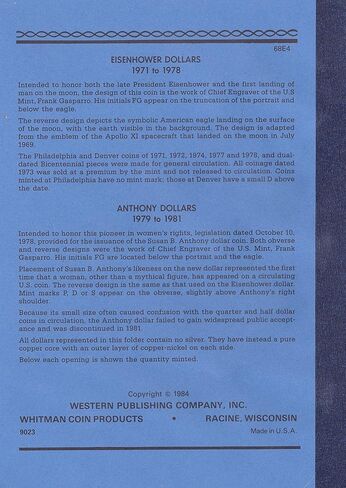 68E4
EISENHOWER DOLLARS
1971 to 1978
Intended to honor both the late President Eisenhower and the first landing of
man on the moon, the design of this coin is the work of Chief Engraver of the U.S
Mint, Frank Gasparro. His initials FG appear on the truncation of the portrait and
below the eagle.
The reverse design depicts the symbolic American eagle landing on the surface
of the moon, with the earth visible in the background. The design is adapted
from the emblem of the Apollo XI spacecraft that landed on the moon in July
1969.
The Philadelphia and Denver coins of 1971, 1972, 1974, 1977 and 1978, and dual-
dated Bicentennial pieces were made for general circulation. All coinage dated
1973 was sold at a premium by the mint and not released to circulation. Coins
minted at Philadelphia have no mint mark; those at Denver have a small D above
the date.
ANTHONY DOLLARS
1979 to 1981
Intended to honor this pioneer in women's rights, legislation dated October 10,
1978, provided for the issuance of the Susan B. Anthony dollar coin. Both obverse
and reverse designs were the work of Chief Engraver of the U.S. Mint, Frank
Gasparro. His initials FG are located below the portrait and the eagle.
Placement of Susan B. Anthony's likeness on the new dollar represented the first
time that a woman, other than a mythical figure, has appeared on a circulating
U.S. coin. The reverse design is the same as that used on the Eisenhower dollar.
Mint marks P, D or S appear on the obverse, slightly above Anthony's right
shoulder.
Because its small size often caused confusion with the quarter and half dollar
coins in circulation, the Anthony dollar failed to gain widespread public accept-
ance and was discontinued in 1981.
All dollars represented in this folder contain no silver. They have instead a pure
copper core with an outer layer of copper-nickel on each side.
Below each opening is shown the quantity minted.
Copyright © 1984
WESTERN PUBLISHING COMPANY, INC.
WHITMAN COIN PRODUCTS • RACINE, WISCONSIN
9023 Made in U.S.A.